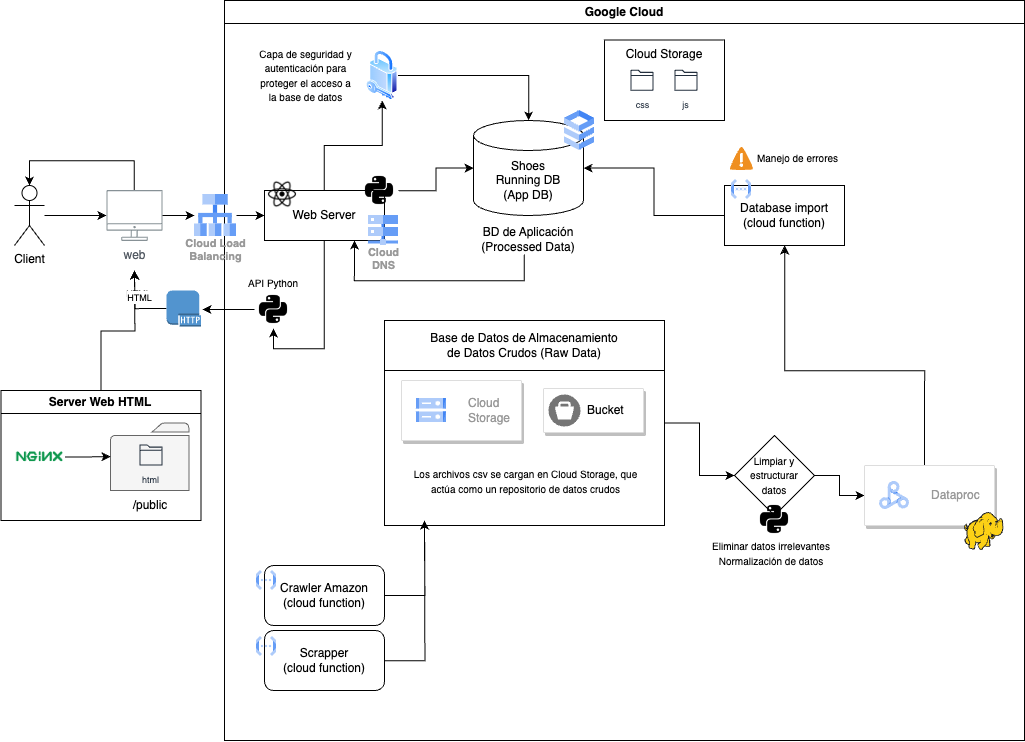 Google Cloud
Capa de seguridad y
autenticación para
proteger el acceso a
la base de datos
Cloud Storage
css
js
Manejo de errores
Shoes
Running DB
(App DB)
Database import
(cloud function)
Web Server
Client
web
Cloud Load
Balancing
Cloud
DNS
BD de Aplicación
(Processed Data)
API Python
HTML
HTTP
Base de Datos de Almacenamiento
de Datos Crudos (Raw Data)
Cloud
Storage
Bucket
Los archivos csv se cargan en Cloud Storage, que
actúa como un repositorio de datos crudos
Server Web HTML
NGINX
html
/public
Limpiar y
estructurar
datos
Dataproc
Eliminar datos irrelevantes
Normalización de datos
Crawler Amazon
(cloud function)
Scrapper
(cloud function)